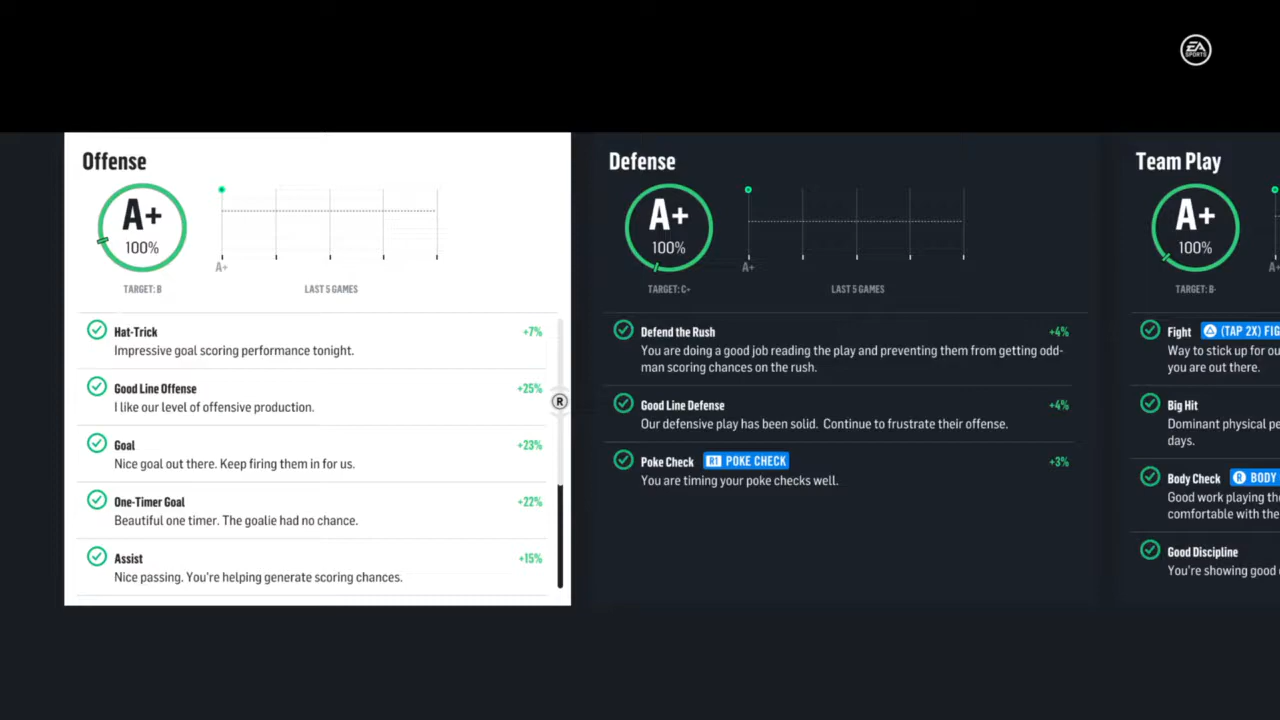 EA
SPORTS
Offense
A+
100%
TARGET: B
A+
LAST 5 GAMES
Hat-Trick +7%
Impressive goal scoring performance tonight.
Good Line Offense +25%
I like our level of offensive production.
Goal +23%
Nice goal out there. Keep firing them in for us.
One-Timer Goal +22%
Beautiful one timer. The goalie had no chance.
Assist +15%
Nice passing. You're helping generate scoring chances.
R
Defense
A+
100%
TARGET: C+
A+
LAST 5 GAMES
Defend the Rush +4%
You are doing a good job reading the play and preventing them from getting odd-
man scoring chances on the rush.
Good Line Defense +4%
Our defensive play has been solid. Continue to frustrate their offense.
Poke Check R1 POKE CHECK +3%
You are timing your poke checks well.
Team Play
A+
100%
TARGET: B-
Fight (TAP 2X) FIG
Way to stick up for ou
you are out there.
Big Hit
Dominant physical pe
days.
Body Check R BODY
Good work playing the
comfortable with the
Good Discipline
You're showing good